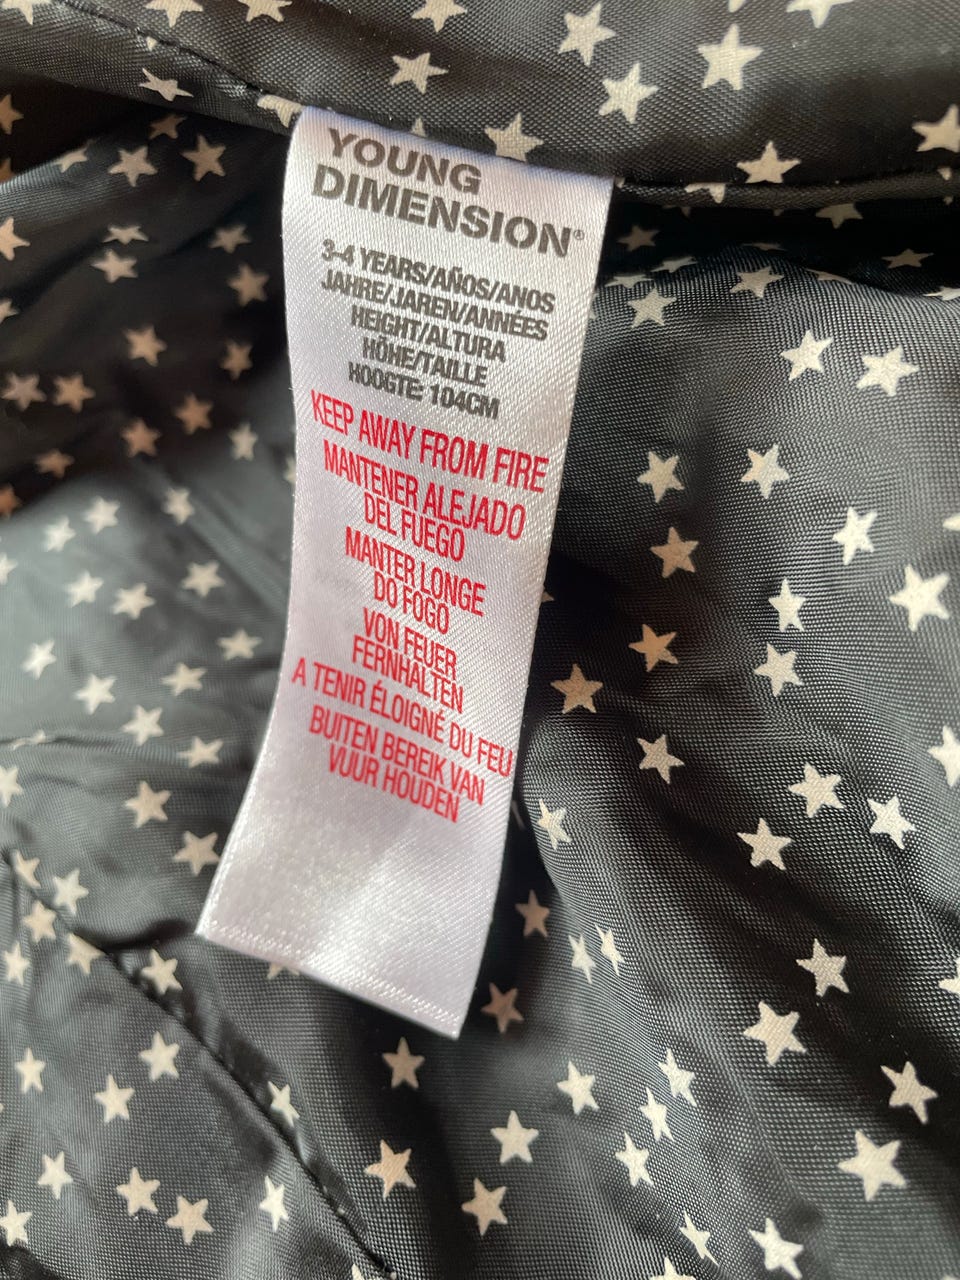 YOUNG
DIMENSION®
3-4 YEARS/AÑOS/ANOS
JAHRE/JAREN/ANNÉES
HEIGHT/ALTURA
HÖHE/TAILLE
HOOGTE: 104CM
KEEP AWAY FROM FIRE
MANTENER ALEJADO
DEL FUEGO
MANTER LONGE
DO FOGO
VON FEUER
FERNHALTEN
A TENIR ÉLOIGNÉ DU FEU
BUITEN BEREIK VAN
VUUR HOUDEN